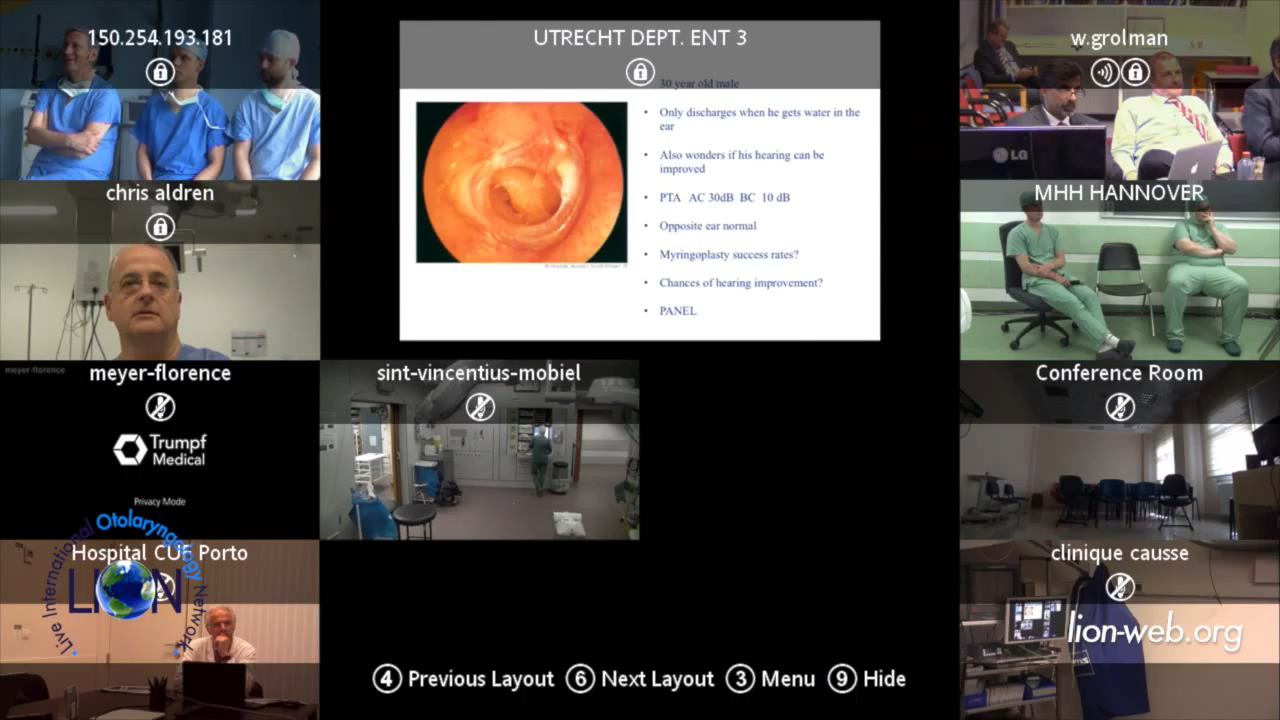 150.254.193.181
UTRECHT DEPT. ENT 3
w.grolman
30 year old male
• Only discharges when he gets water in the
ear
• Also wonders if his hearing can be
improved
• PTA AC 30dB BC 10 dB
• Opposite ear normal
• Myringoplasty success rates?
• Chances of hearing improvement?
• PANEL
LG
chris aldren
MHH HANNOVER
meyer-florence
meyer-florence
sint-vincentius-mobiel
Conference Room
Trumpf
Medical
Privacy Mode
Hospital CUF Porto
clinique causse
Live International Otolaryngology Network
LION
lion-web.org
4 Previous Layout 6 Next Layout 3 Menu 9 Hide